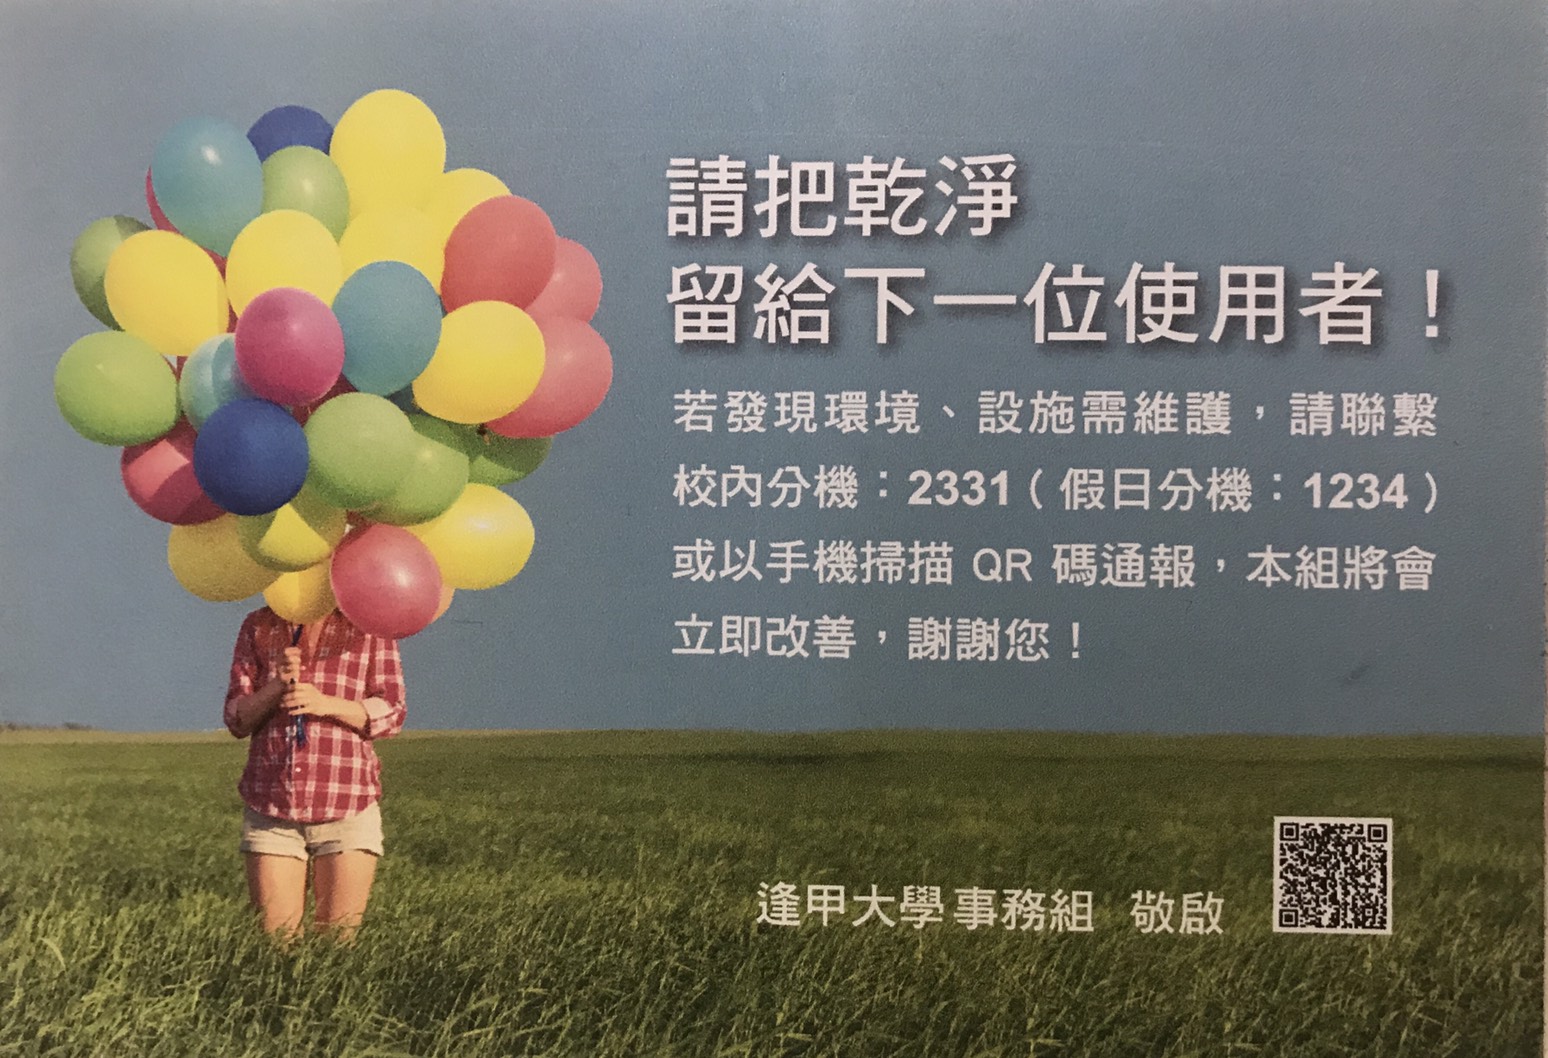 請把乾淨
留給下一位使用者！
若發現環境、設施需維護，請聯繫
校內分機：2331（假日分機：1234）
或以手機掃描 QR 碼通報，本組將會
立即改善，謝謝您！
逢甲大學事務組 敬啟